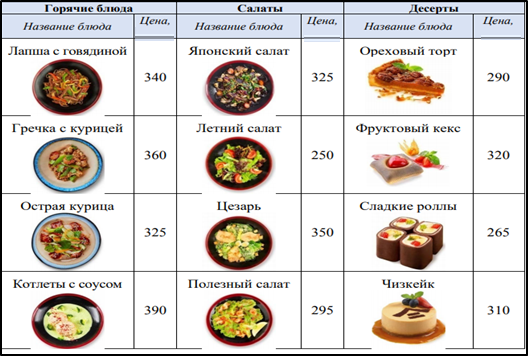 Горячие блюда Салаты Десерты
Название блюда Цена, Название блюда Цена, Название блюда Цена,
Лапша с говядиной 340 Японский салат 325 Ореховый торт 290
Гречка с курицей 360 Летний салат 250 Фруктовый кекс 320
Острая курица 325 Цезарь 350 Сладкие роллы 265
Котлеты с соусом 390 Полезный салат 295 Чизкейк 310